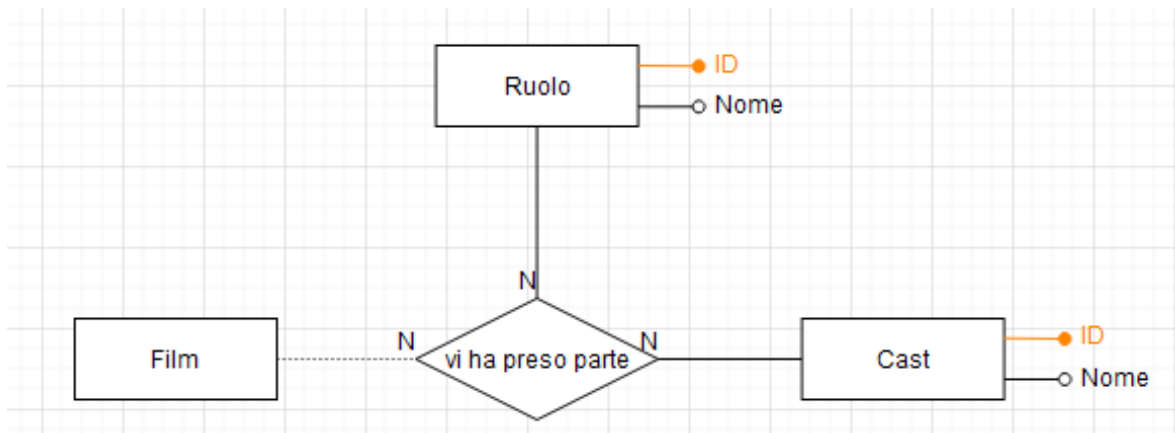 Ruolo
ID
Nome
N
Film
N
vi ha preso parte
N
Cast
ID
Nome